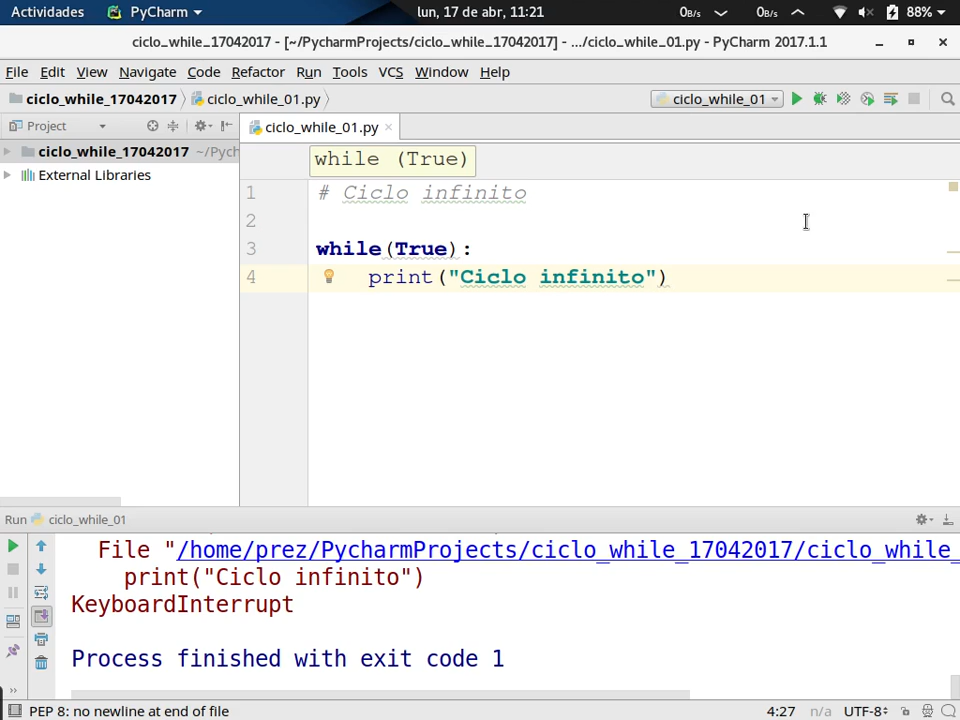 Actividades PyCharm lun, 17 de abr, 11:21 0B/s 0B/s 88%
ciclo_while_17042017 - [~/PycharmProjects/ciclo_while_17042017] - .../ciclo_while_01.py - PyCharm 2017.1.1
File Edit View Navigate Code Refactor Run Tools VCS Window Help
ciclo_while_17042017 ciclo_while_01.py ciclo_while_01
Project ciclo_while_01.py
ciclo_while_17042017 ~/Pych
External Libraries
while (True)
1 # Ciclo infinito
2
3 while(True):
4 print("Ciclo infinito")
Run ciclo_while_01
File "/home/prez/PycharmProjects/ciclo_while_17042017/ciclo_while_
print("Ciclo infinito")
KeyboardInterrupt
Process finished with exit code 1
PEP 8: no newline at end of file 4:27 n/a UTF-8